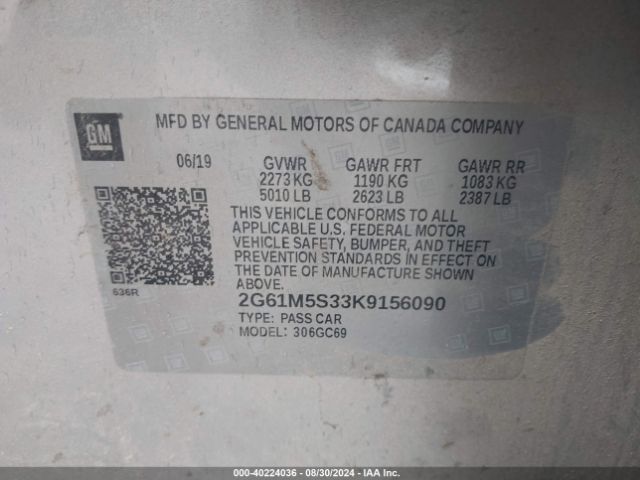 GM
MFD BY GENERAL MOTORS OF CANADA COMPANY
06/19 GVWR GAWR FRT GAWR RR
2273 KG 1190 KG 1083 KG
5010 LB 2623 LB 2387 LB
THIS VEHICLE CONFORMS TO ALL
APPLICABLE U.S. FEDERAL MOTOR
VEHICLE SAFETY, BUMPER, AND THEFT
PREVENTION STANDARDS IN EFFECT ON
THE DATE OF MANUFACTURE SHOWN
ABOVE.
636R
2G61M5S33K9156090
TYPE: PASS CAR
MODEL: 306GC69
000-40224036 - 08/30/2024 - IAA Inc.